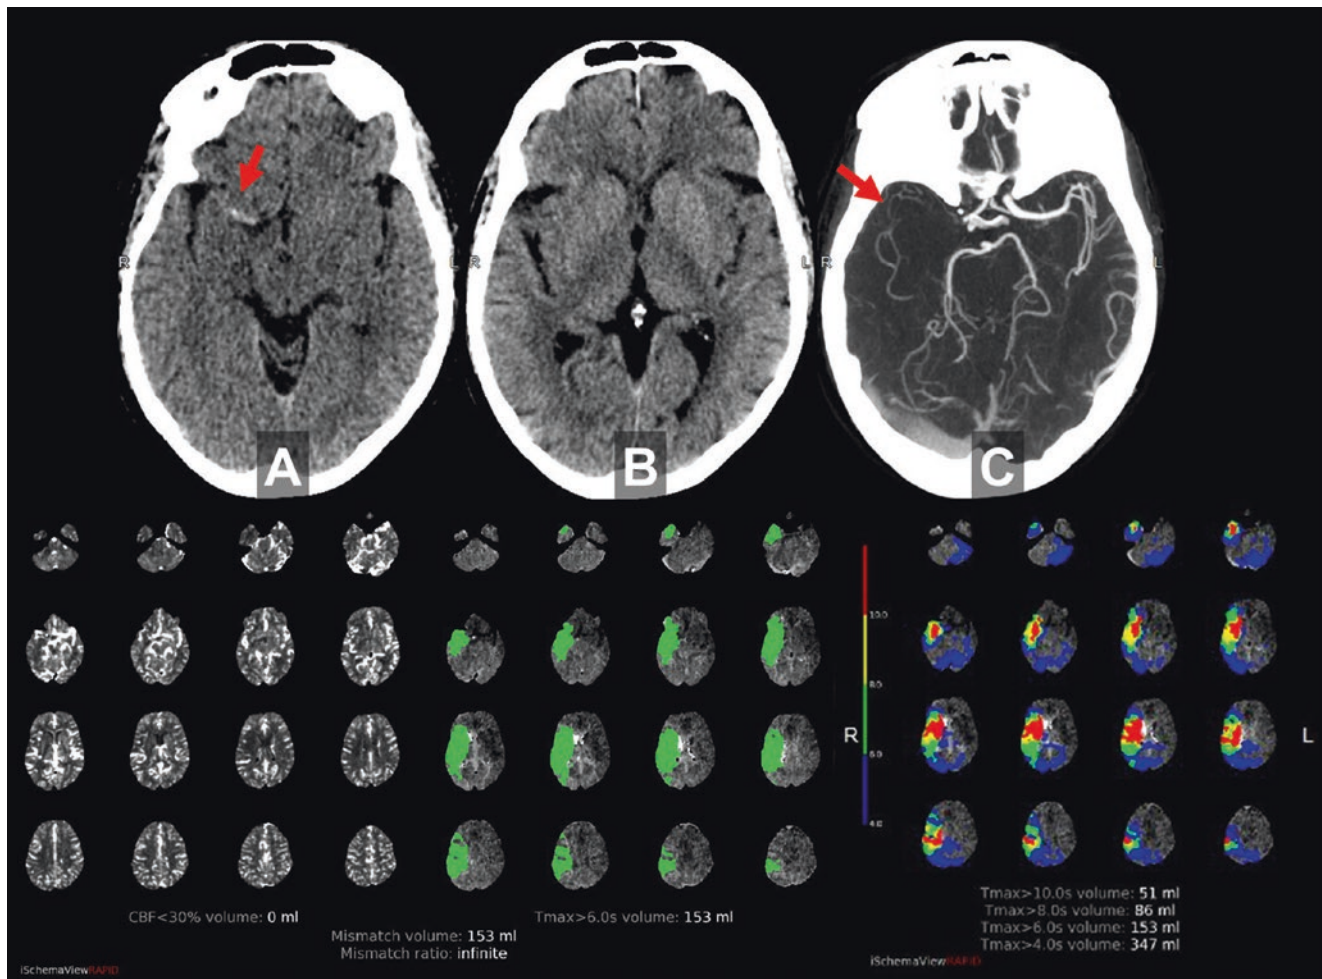 R
L
R
L
R
L
A
B
C
10.0
8.0
6.0
4.0
R
L
CBF<30% volume: 0 ml
Tmax>6.0s volume: 153 ml
Mismatch volume: 153 ml
Mismatch ratio: infinite
Tmax>10.0s volume: 51 ml
Tmax>8.0s volume: 86 ml
Tmax>6.0s volume: 153 ml
Tmax>4.0s volume: 347 ml
iSchemaViewRAPID
iSchemaViewRAPID